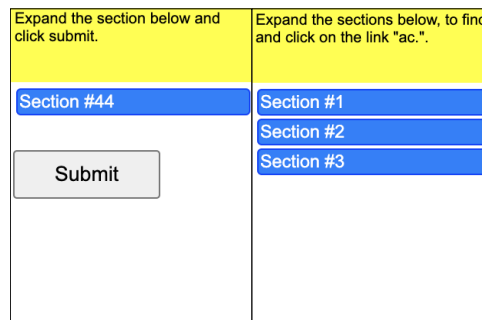 Expand the section below and
click submit.
Section #44
Submit
Expand the sections below, to
and click on the link "ac.".
Section #1
Section #2
Section #3